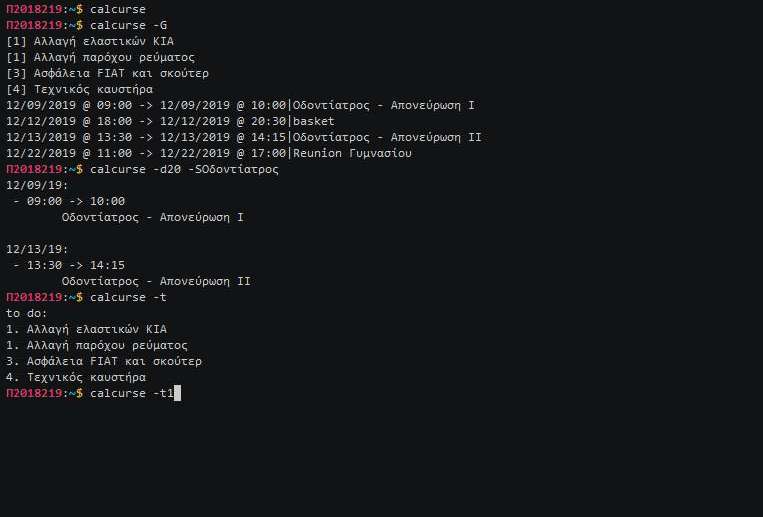 Π2018219:~$ calcurse
Π2018219:~$ calcurse -G
[1] Αλλαγή ελαστικών KIA
[1] Αλλαγή παρόχου ρεύματος
[3] Ασφάλεια FIAT και σκούτερ
[4] Τεχνικός καυστήρα
12/09/2019 @ 09:00 -> 12/09/2019 @ 10:00|Οδοντίατρος - Απονεύρωση I
12/12/2019 @ 18:00 -> 12/12/2019 @ 20:30|basket
12/13/2019 @ 13:30 -> 12/13/2019 @ 14:15|Οδοντίατρος - Απονεύρωση II
12/22/2019 @ 11:00 -> 12/22/2019 @ 17:00|Reunion Γυμνασίου
Π2018219:~$ calcurse -d20 -SΟδοντίατρος
12/09/19:
 - 09:00 -> 10:00
        Οδοντίατρος - Απονεύρωση I

12/13/19:
 - 13:30 -> 14:15
        Οδοντίατρος - Απονεύρωση II
Π2018219:~$ calcurse -t
to do:
1. Αλλαγή ελαστικών KIA
1. Αλλαγή παρόχου ρεύματος
3. Ασφάλεια FIAT και σκούτερ
4. Τεχνικός καυστήρα
Π2018219:~$ calcurse -t1